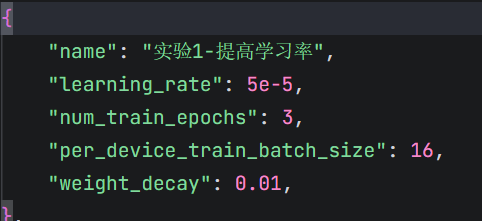 {
"name": "实验1-提高学习率",
"learning_rate": 5e-5,
"num_train_epochs": 3,
"per_device_train_batch_size": 16,
"weight_decay": 0.01,
},